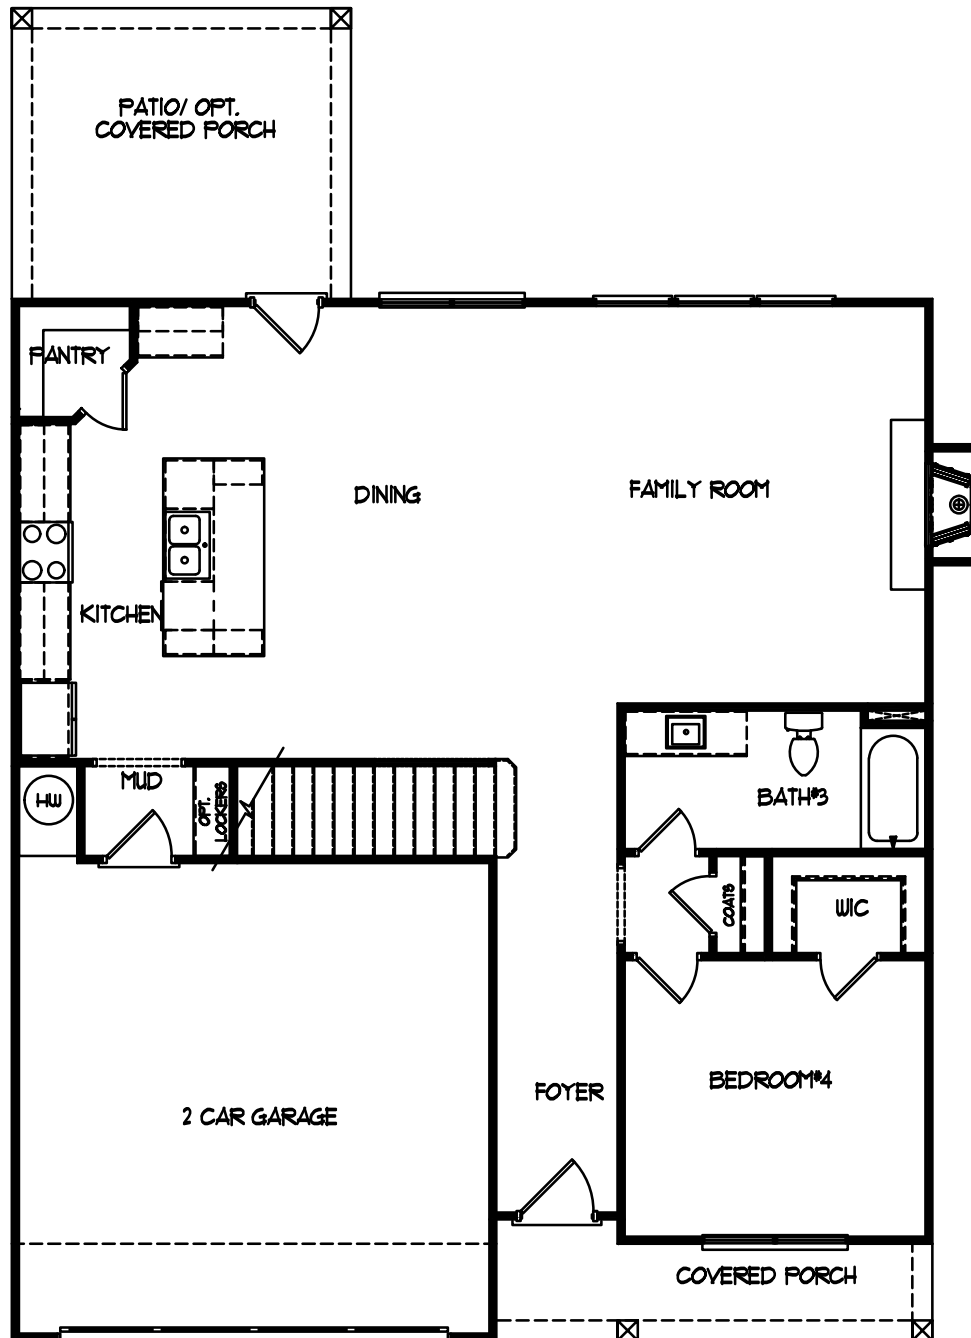 PATIO/ OPT.
COVERED PORCH
PANTRY
DINING
FAMILY ROOM
KITCHEN
MUD
HW
OPT.
LOCKERS
BATH#3
COATS
WIC
BEDROOM#4
FOYER
2 CAR GARAGE
COVERED PORCH